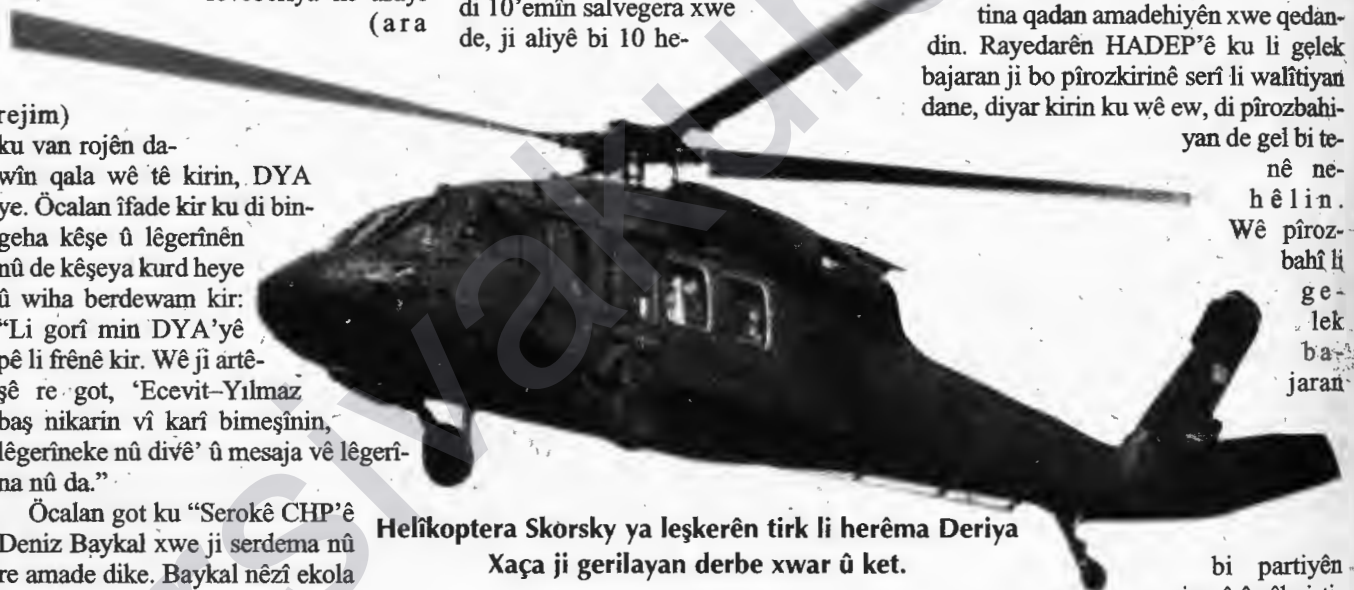 (ara
rejim)
ku van rojên da-
wîn qala wê tê kirin, DYA
ye. Öcalan îfade kir ku di bin-
geha kêşe û lêgerînên
nû de kêşeya kurd heye
û wiha berdewam kir:
“Li gorî min DYA’yê
pê li frênê kir. Wê ji artê-
şê re got, ‘Ecevit–Yılmaz
baş nikarin vî karî bimeşînin,
lêgerîneke nû divê’ û mesaja vê lêgerî-
na nû da.”
Öcalan got ku “Serokê CHP’ê
Deniz Baykal xwe ji serdema nû
re amade dike. Baykal nêzî ekola
di 10’emîn salvegera xwe
de, ji aliyê bi 10 he-
Helîkoptera Skorsky ya leşkerên tirk li herêma Deriya
Xaça ji gerilayan derbe xwar û ket.
tina qadan amadehiyên xwe qedan-
din. Rayedarên HADEP’ê ku li gelek
bajaran ji bo pîrozkirinê serî li walîtiyan
dane, diyar kirin ku wê ew, di pîrozbahi-
yan de gel bi te-
nê ne-
hêlin.
Wê pîroz-
bahî li
ge-
lek
ba-
jaran
bi partiyên